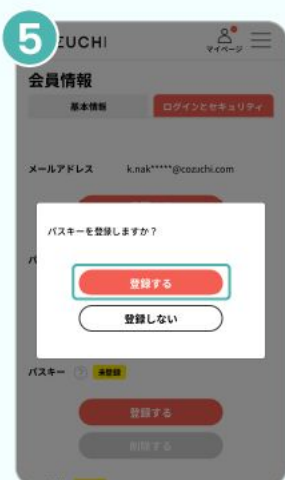 5
ZUCHI
マイページ
会員情報
基本情報
ログインとセキュリティ
メールアドレス k.nak*****@cozuchi.com
パスキーを登録しますか？
登録する
登録しない
パスキー ? 未登録
登録する
削除する